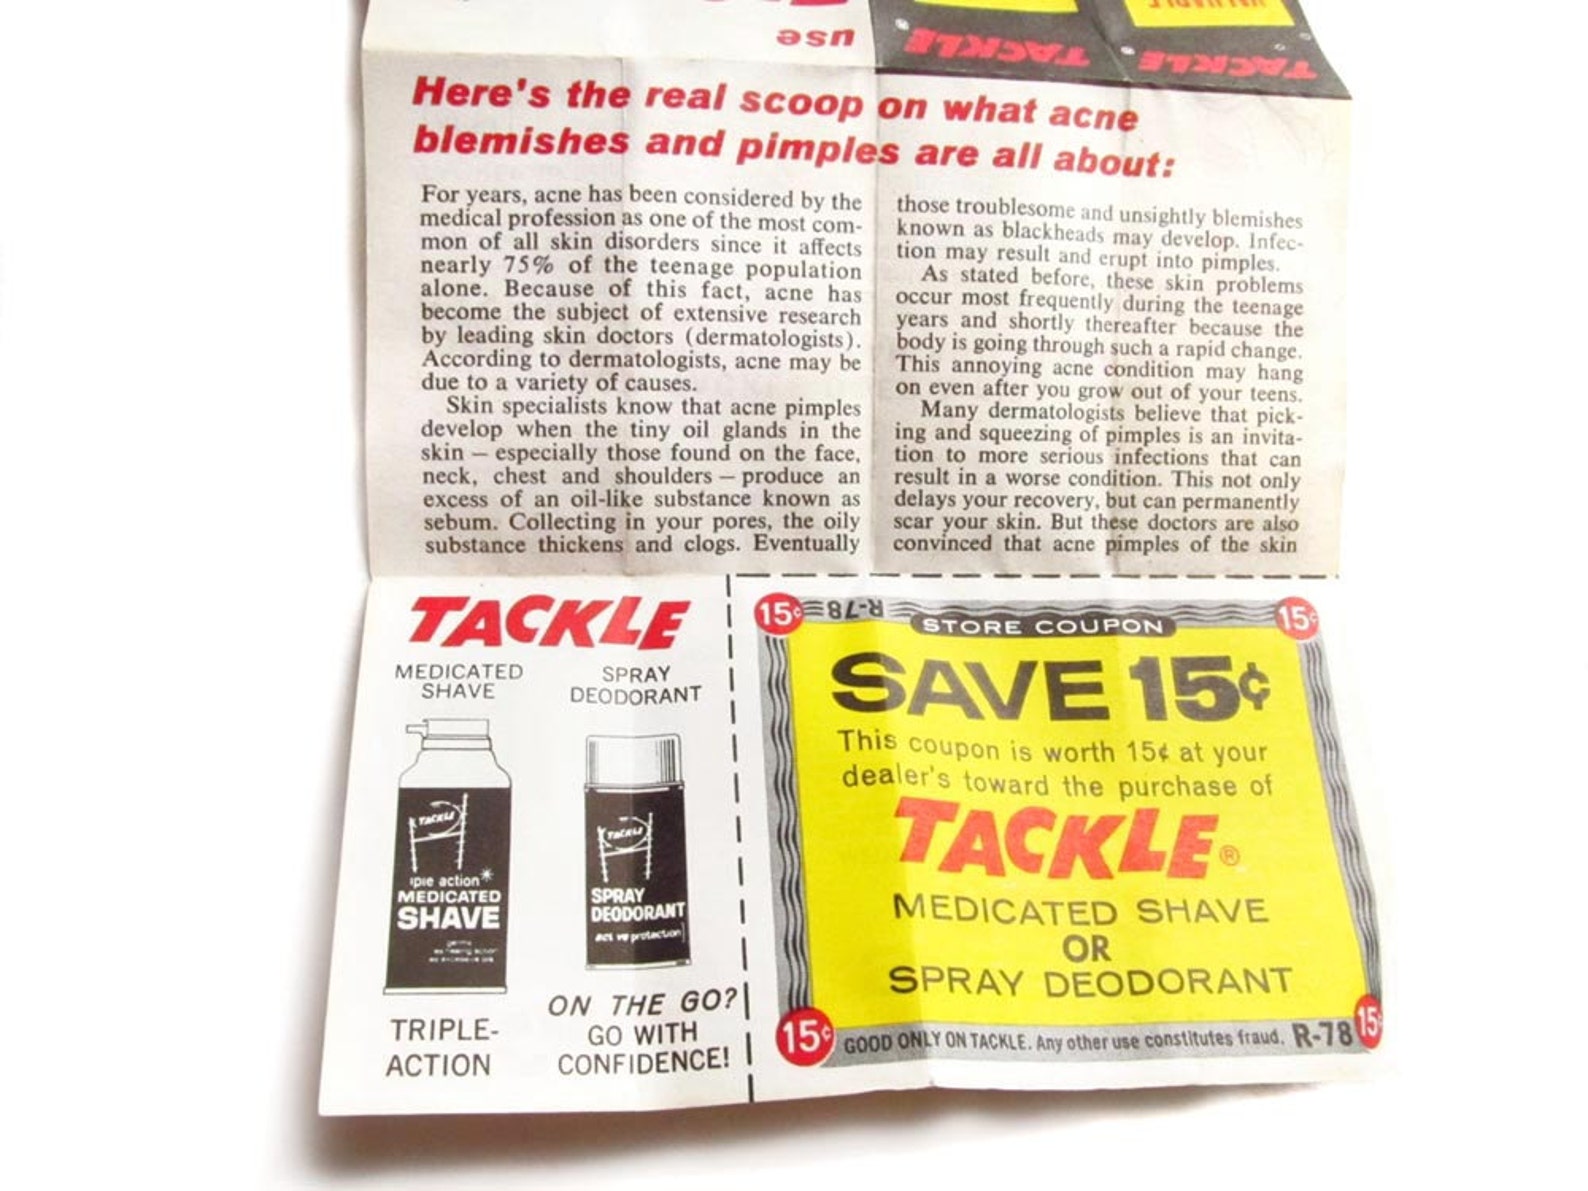 use
TACKLE
TACKLE
VALUABLE
Here's the real scoop on what acne
blemishes and pimples are all about:
For years, acne has been considered by the
medical profession as one of the most com-
mon of all skin disorders since it affects
nearly 75% of the teenage population
alone. Because of this fact, acne has
become the subject of extensive research
by leading skin doctors (dermatologists).
According to dermatologists, acne may be
due to a variety of causes.
Skin specialists know that acne pimples
develop when the tiny oil glands in the
skin — especially those found on the face,
neck, chest and shoulders — produce an
excess of an oil-like substance known as
sebum. Collecting in your pores, the oily
substance thickens and clogs. Eventually
those troublesome and unsightly blemishes
known as blackheads may develop. Infec-
tion may result and erupt into pimples.
As stated before, these skin problems
occur most frequently during the teenage
years and shortly thereafter because the
body is going through such a rapid change.
This annoying acne condition may hang
on even after you grow out of your teens.
Many dermatologists believe that pick-
ing and squeezing of pimples is an invita-
tion to more serious infections that can
result in a worse condition. This not only
delays your recovery, but can permanently
scar your skin. But these doctors are also
convinced that acne pimples of the skin
TACKLE
MEDICATED
SHAVE
SPRAY
DEODORANT
TACKLE
action*
MEDICATED
SHAVE
TACKLE
SPRAY
DEODORANT
protection
TRIPLE-
ACTION
ON THE GO?
GO WITH
CONFIDENCE!
15¢ R-78 15¢
STORE COUPON
SAVE 15¢
This coupon is worth 15¢ at your
dealer's toward the purchase of
TACKLE®
MEDICATED SHAVE
OR
SPRAY DEODORANT
15¢ GOOD ONLY ON TACKLE. Any other use constitutes fraud. R-78 15¢